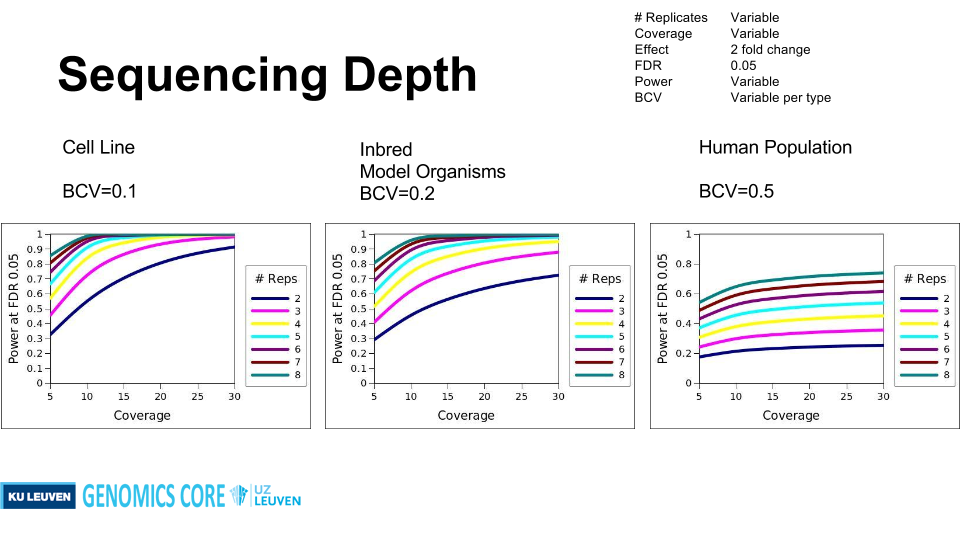 # Replicates Variable
Coverage Variable
Effect 2 fold change
FDR 0.05
Power Variable
BCV Variable per type
Sequencing Depth
Cell Line
BCV=0.1
Inbred
Model Organisms
BCV=0.2
Human Population
BCV=0.5
Power at FDR 0.05
1
0.9
0.8
0.7
0.6
0.5
0.4
0.3
0.2
0.1
0
5 10 15 20 25 30
Coverage
# Reps
2
3
4
5
6
7
8
Power at FDR 0.05
1
0.9
0.8
0.7
0.6
0.5
0.4
0.3
0.2
0.1
0
5 10 15 20 25 30
Coverage
# Reps
2
3
4
5
6
7
8
Power at FDR 0.05
1
0.8
0.6
0.4
0.2
0
5 10 15 20 25 30
Coverage
# Reps
2
3
4
5
6
7
8
KU LEUVEN GENOMICS CORE UZ
LEUVEN